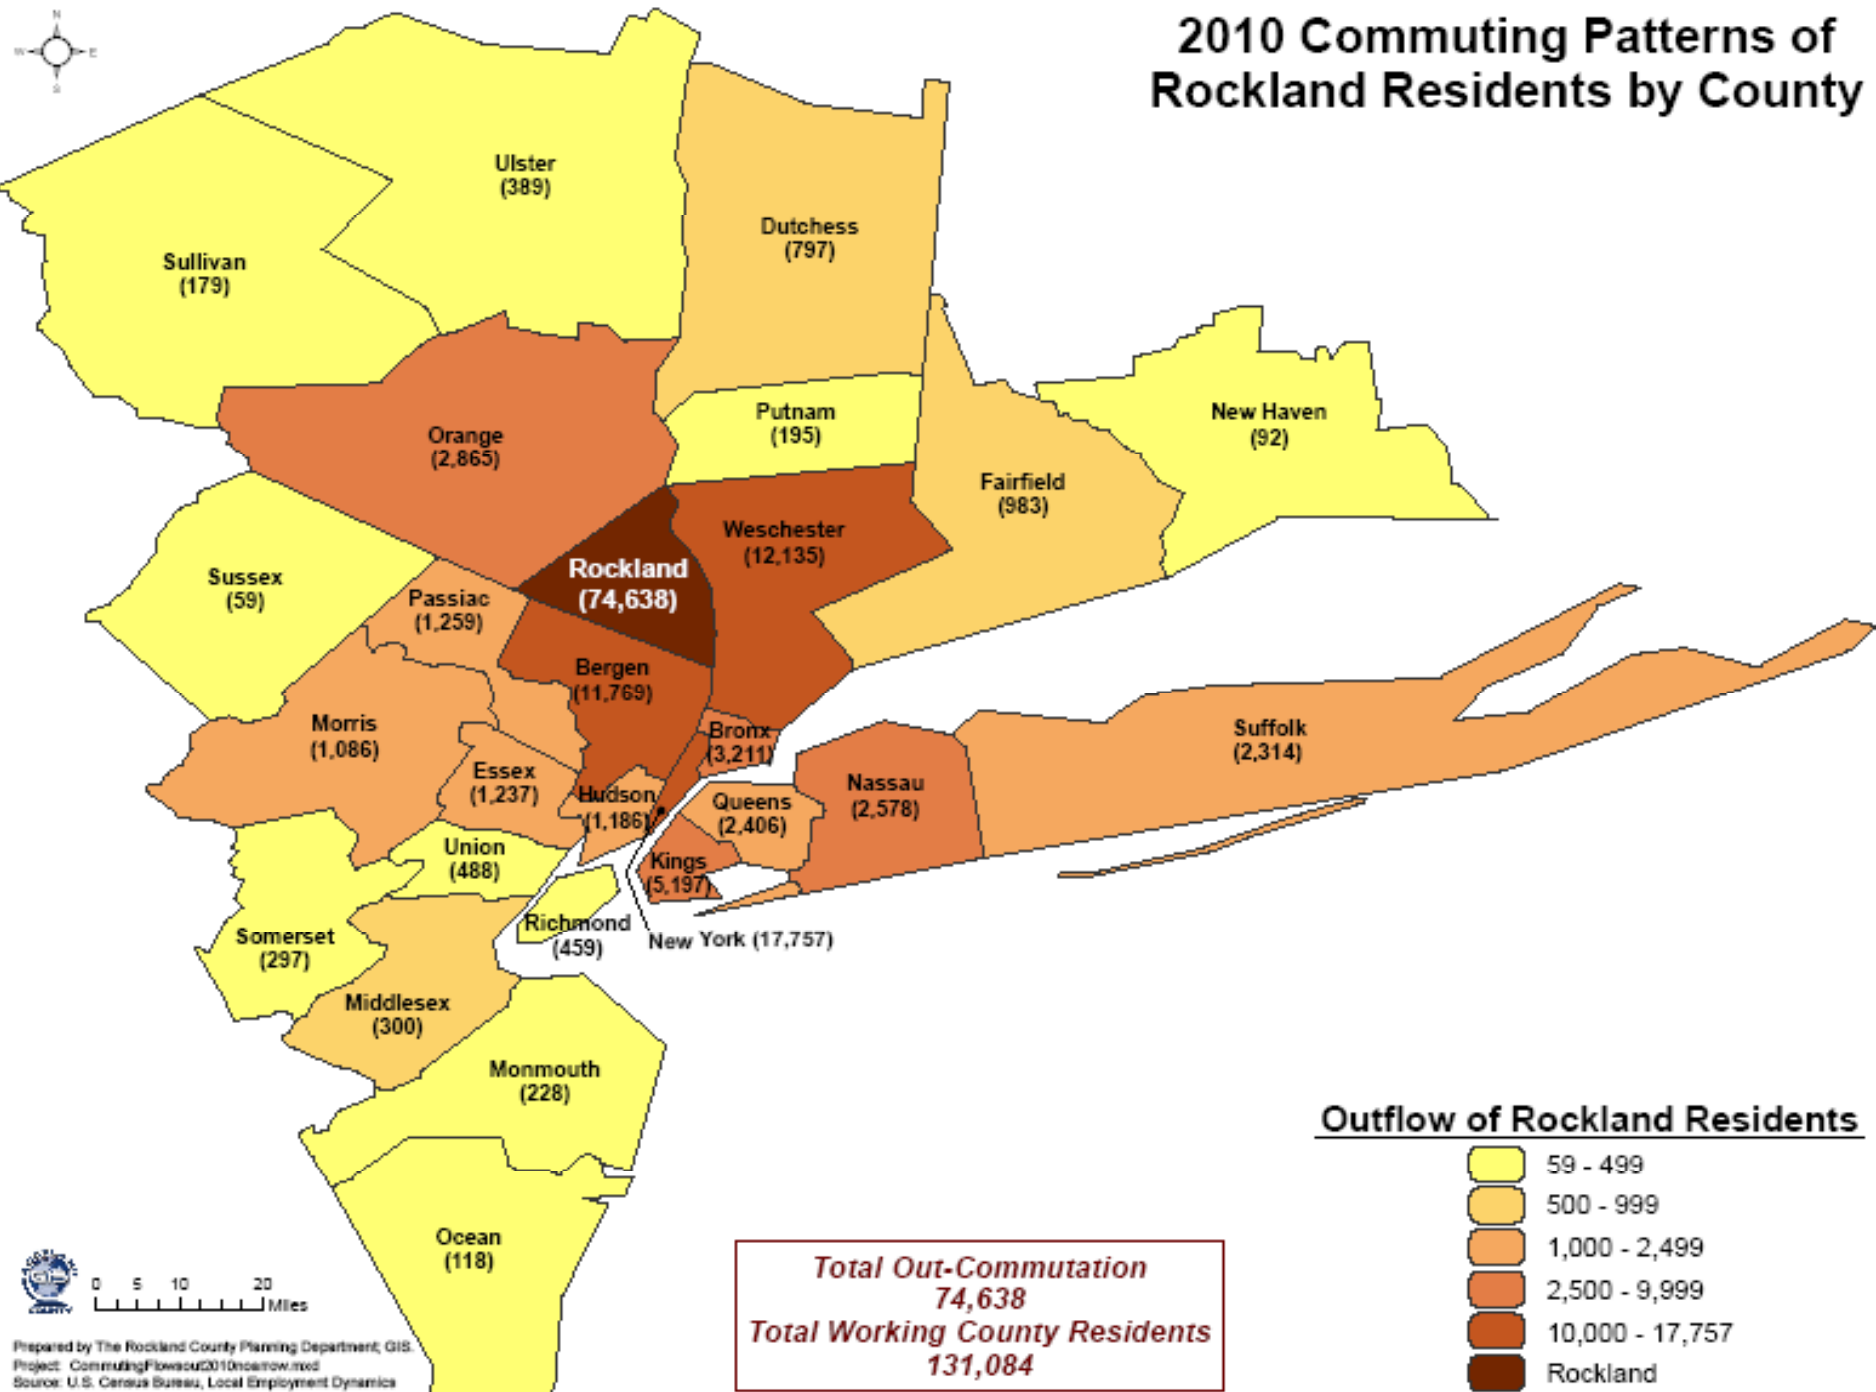 N
W E
S
2010 Commuting Patterns of
Rockland Residents by County
Ulster
(389)
Dutchess
(797)
Sullivan
(179)
Putnam
(195)
New Haven
(92)
Orange
(2,865)
Fairfield
(983)
Weschester
(12,135)
Rockland
(74,638)
Sussex
(59)
Passiac
(1,259)
Bergen
(11,769)
Morris
(1,086)
Bronx
(3,211)
Suffolk
(2,314)
Essex
(1,237)
Hudson
(1,186)
Queens
(2,406)
Nassau
(2,578)
Union
(488)
Kings
(5,197)
Richmond
(459)
New York (17,757)
Somerset
(297)
Middlesex
(300)
Monmouth
(228)
Ocean
(118)
Outflow of Rockland Residents
59 - 499
500 - 999
1,000 - 2,499
2,500 - 9,999
10,000 - 17,757
Rockland
Total Out-Commutation
74,638
Total Working County Residents
131,084
GIS
COUNTY
0 5 10 20
Miles
Prepared by The Rockland County Planning Department, GIS.
Project: CommutingFlowsout2010noarrow.mxd
Source: U.S. Census Bureau, Local Employment Dynamics